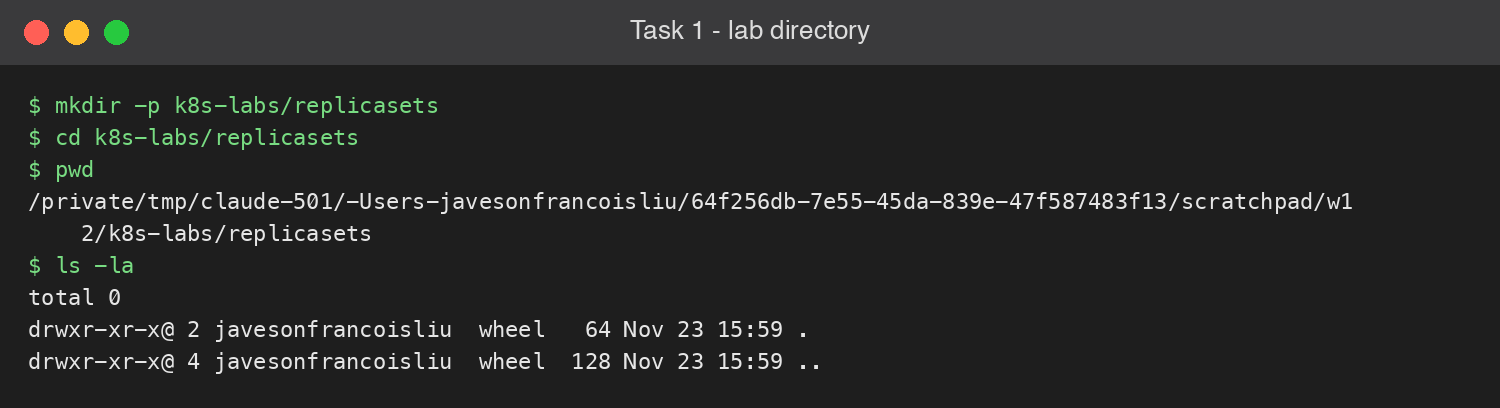 Task 1 - lab directory
$ mkdir -p k8s-labs/replicasets
$ cd k8s-labs/replicasets
$ pwd
/private/tmp/claude-501/-Users-javesonfrancoisliu/64f256db-7e55-45da-839e-47f587483f13/scratchpad/w1
    2/k8s-labs/replicasets
$ ls -la
total 0
drwxr-xr-x@ 2 javesonfrancoisliu  wheel   64 Nov 23 15:59 .
drwxr-xr-x@ 4 javesonfrancoisliu  wheel  128 Nov 23 15:59 ..